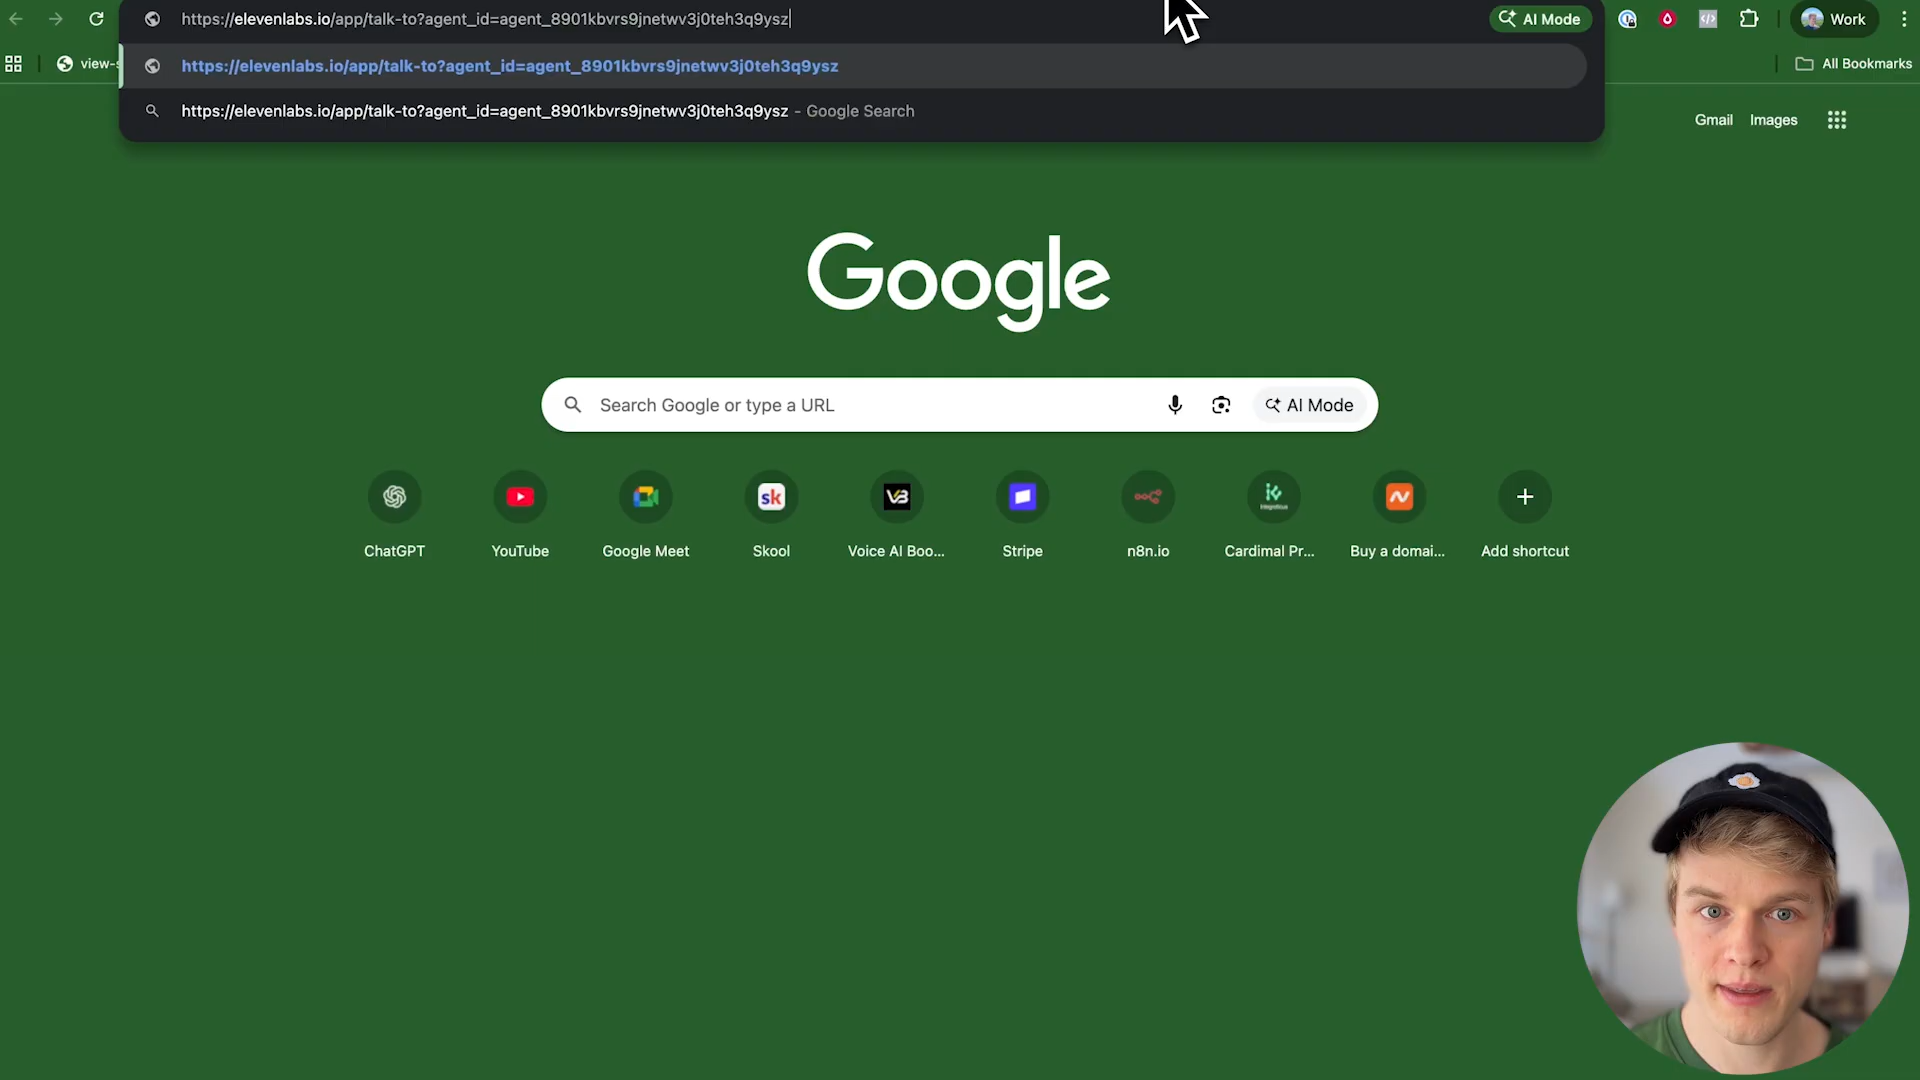 https://elevenlabs.io/app/talk-to?agent_id=agent_8901kbvrs9jnetwv3j0teh3q9ysz
AI Mode
Work
view-s
https://elevenlabs.io/app/talk-to?agent_id=agent_8901kbvrs9jnetwv3j0teh3q9ysz
All Bookmarks
https://elevenlabs.io/app/talk-to?agent_id=agent_8901kbvrs9jnetwv3j0teh3q9ysz - Google Search
Gmail
Images
Google
Search Google or type a URL
AI Mode
sk
VB
ChatGPT
YouTube
Google Meet
Skool
Voice AI Boo...
Stripe
n8n.io
Cardimal Pr...
Buy a domai...
Add shortcut